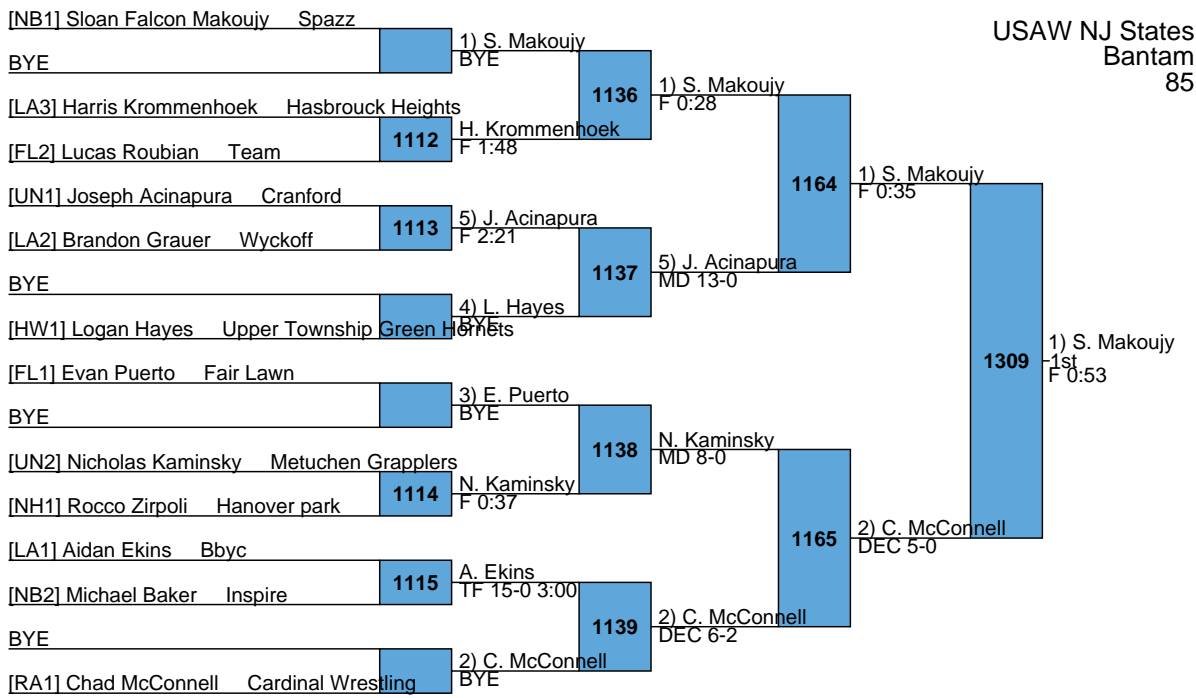 USAW NJ States
Bantam
85
[NB1] Sloan Falcon Makoujy Spazz
BYE
[LA3] Harris Krommenhoek Hasbrouck Heights
[FL2] Lucas Roubian Team
[UN1] Joseph Acinapura Cranford
[LA2] Brandon Grauer Wyckoff
BYE
[HW1] Logan Hayes Upper Township Green Hornets
[FL1] Evan Puerto Fair Lawn
BYE
[UN2] Nicholas Kaminsky Metuchen Grapplers
[NH1] Rocco Zirpoli Hanover park
[LA1] Aidan Ekins Bbyc
[NB2] Michael Baker Inspire
BYE
[RA1] Chad McConnell Cardinal Wrestling
1112
1113
1114
1115
1) S. Makoujy
BYE
H. Krommenhoek
F 1:48
5) J. Acinapura
F 2:21
4) L. Hayes
BYE
3) E. Puerto
BYE
N. Kaminsky
F 0:37
A. Ekins
TF 15-0 3:00
2) C. McConnell
BYE
1136
1137
1138
1139
1) S. Makoujy
F 0:28
5) J. Acinapura
MD 13-0
N. Kaminsky
MD 8-0
2) C. McConnell
DEC 6-2
1164
1165
1) S. Makoujy
F 0:35
2) C. McConnell
DEC 5-0
1309
1) S. Makoujy
1st
F 0:53